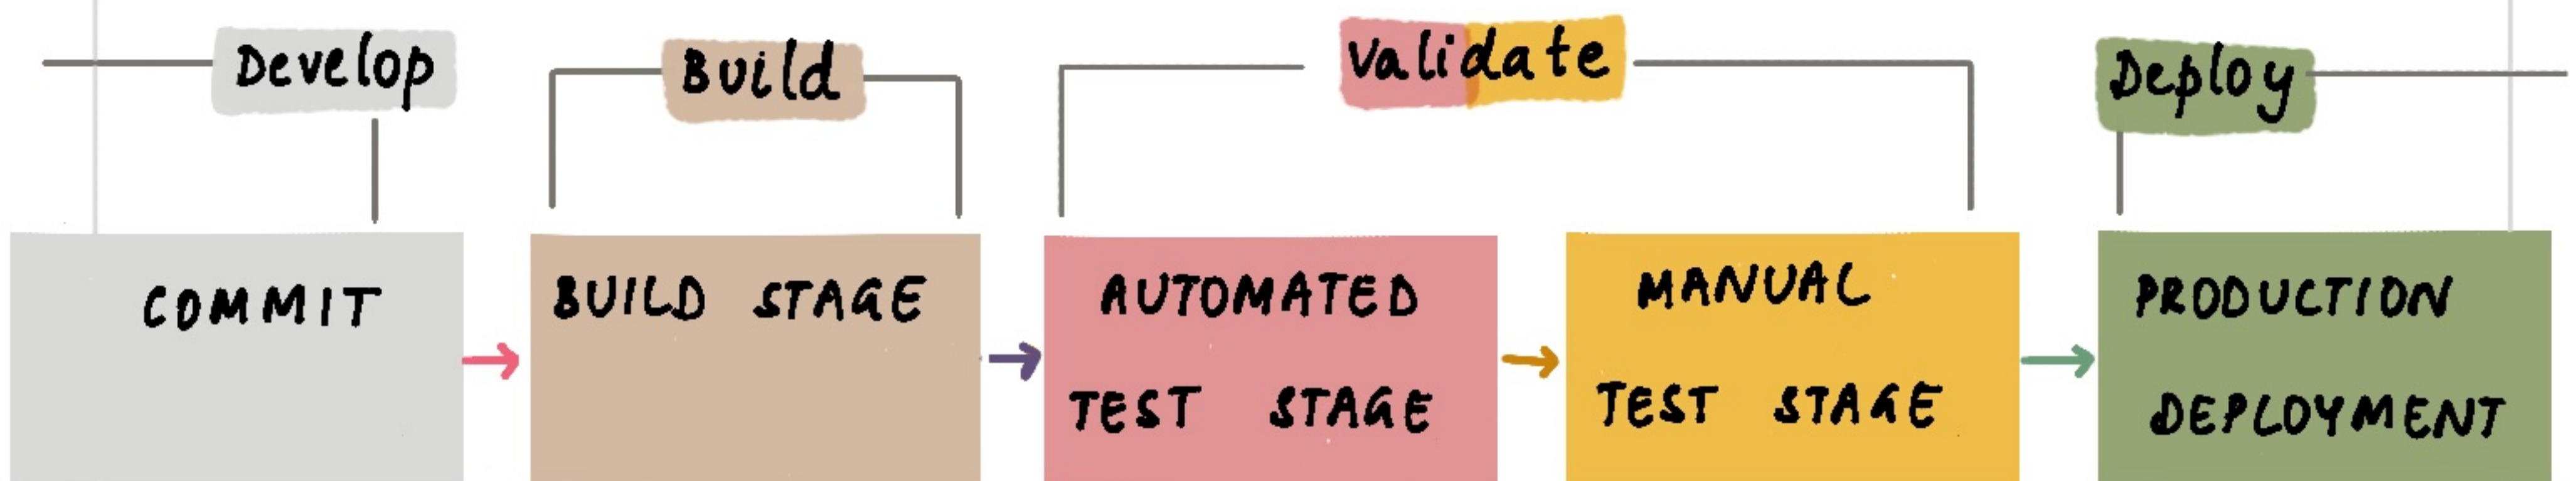 Develop
Build
Validate
Deploy
COMMIT
BUILD STAGE
AUTOMATED
TEST STAGE
MANUAL
TEST STAGE
PRODUCTION
DEPLOYMENT